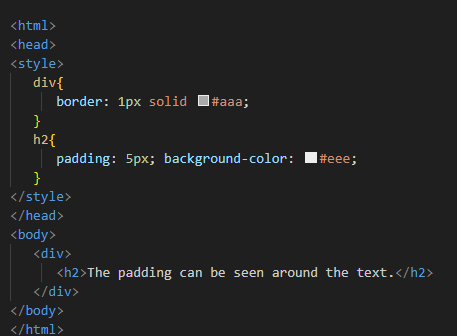 <html>
<head>
<style>
div{
border: 1px solid #aaa;
}
h2{
padding: 5px; background-color: #eee;
}
</style>
</head>
<body>
<div>
<h2>The padding can be seen around the text.</h2>
</div>
</body>
</html>